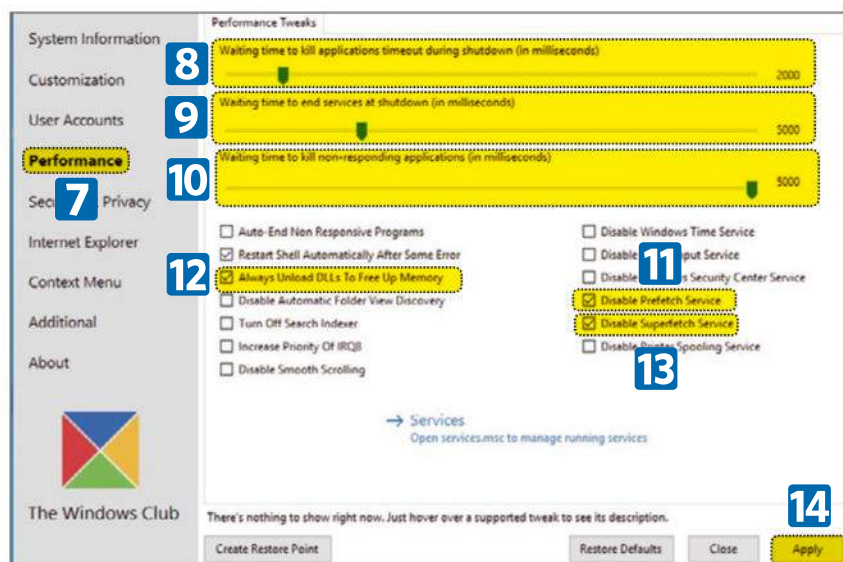 Performance Tweaks
System Information
Customization
User Accounts
Performance
7
Privacy
Internet Explorer
Context Menu
Additional
About
The Windows Club
8
Waiting time to kill applications timeout during shutdown (in milliseconds)
2000
9
Waiting time to end services at shutdown (in milliseconds)
5000
10
Waiting time to kill non-responding applications (in milliseconds)
5000
Auto-End Non Responsive Programs
Restart Shell Automatically After Some Error
12
Always Unload DLLs To Free Up Memory
Disable Automatic Folder View Discovery
Turn Off Search Indexer
Increase Priority Of IRQ8
Disable Smooth Scrolling
Disable Windows Time Service
Disable Service
11
Disable Security Center Service
Disable Prefetch Service
Disable Superfetch Service
Disable Spooling Service
13
→ Services
Open services.msc to manage running services
There's nothing to show right now. Just hover over a supported tweak to see its description.
14
Create Restore Point
Restore Defaults
Close
Apply